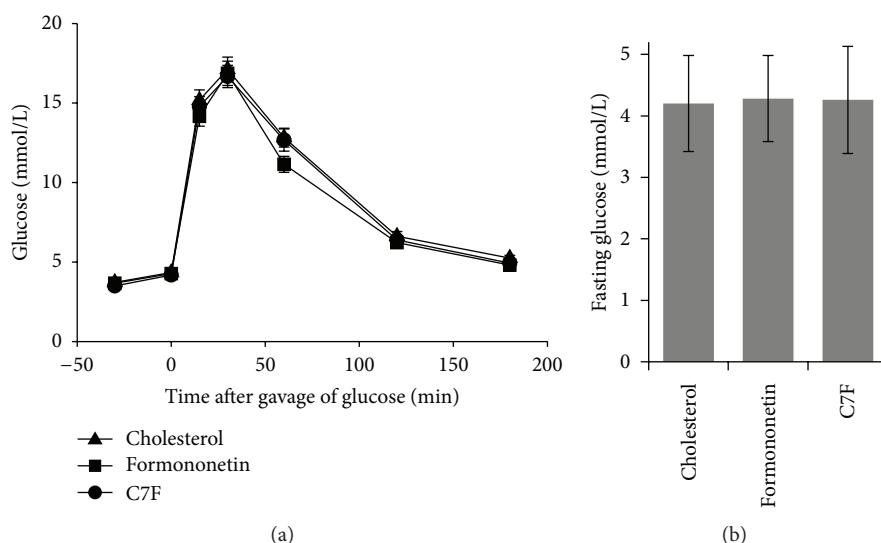 20
15
10
5
0
Glucose (mmol/L)
−50
0
50
100
150
200
Time after gavage of glucose (min)
Cholesterol
Formononetin
C7F
(a)
5
4
3
2
1
0
Fasting glucose (mmol/L)
Cholesterol
Formononetin
C7F
(b)